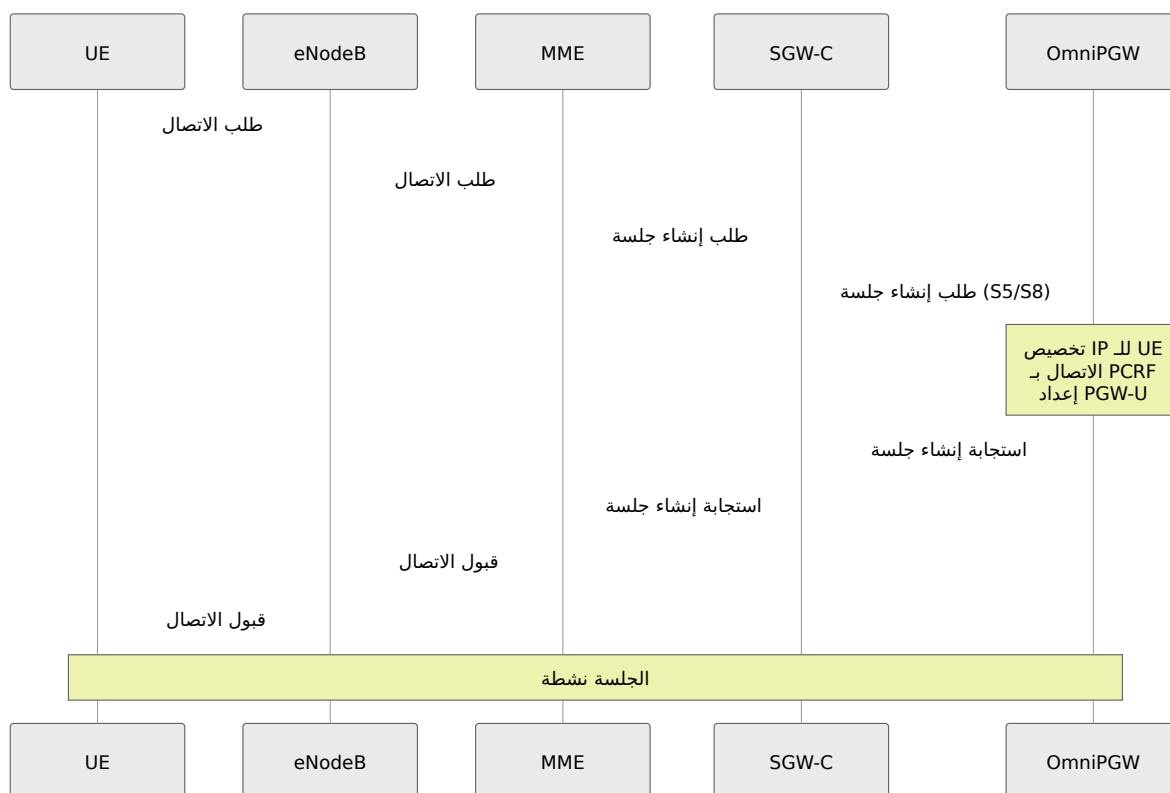 UE
eNodeB
MME
SGW-C
OmniPGW
طلب الاتصال
طلب الاتصال
طلب إنشاء جلسة
طلب إنشاء جلسة (S5/S8)
تخصيص IP للـ UE
الاتصال بـ PCRF
إعداد PGW-U
استجابة إنشاء جلسة
استجابة إنشاء جلسة
قبول الاتصال
قبول الاتصال
الجلسة نشطة
UE
eNodeB
MME
SGW-C
OmniPGW